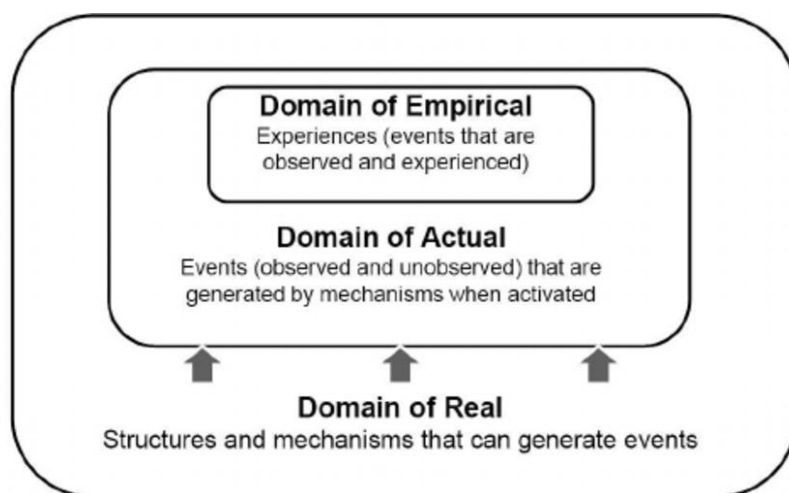 Domain of Empirical
Experiences (events that are
observed and experienced)
Domain of Actual
Events (observed and unobserved) that are
generated by mechanisms when activated
Domain of Real
Structures and mechanisms that can generate events